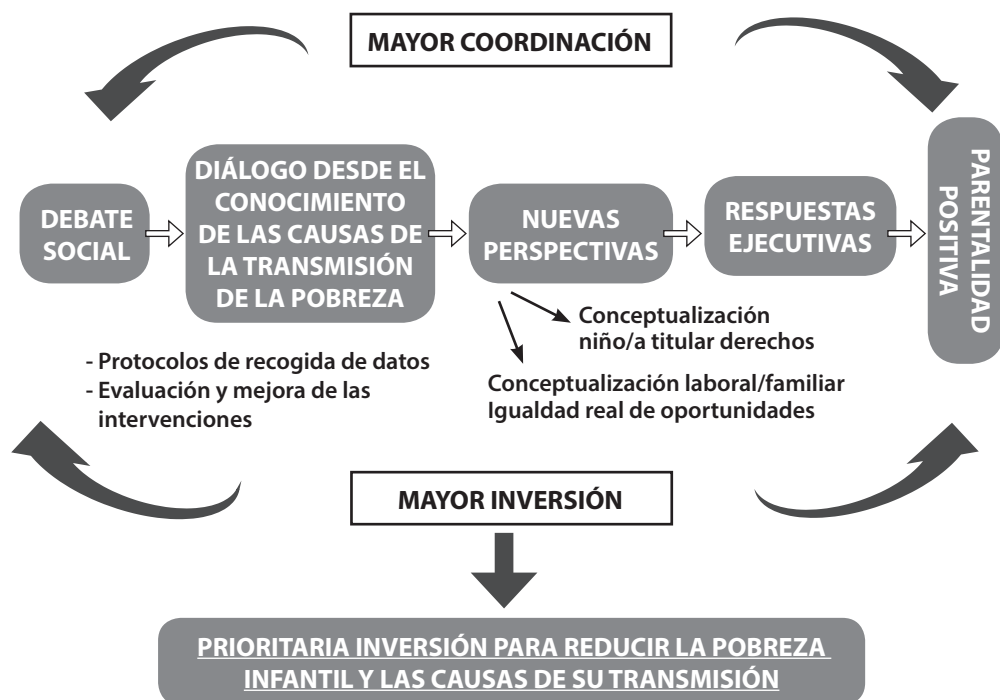 MAYOR COORDINACIÓN
DEBATE
SOCIAL
DIÁLOGO DESDE EL
CONOCIMIENTO
DE LAS CAUSAS DE
LA TRANSMISIÓN
DE LA POBREZA
NUEVAS
PERSPECTIVAS
RESPUESTAS
EJECUTIVAS
PARENTALIDAD
POSITIVA
- Protocolos de recogida de datos
- Evaluación y mejora de las
intervenciones
Conceptualización
niño/a titular derechos
Conceptualización laboral/familiar
Igualdad real de oportunidades
MAYOR INVERSIÓN
PRIORITARIA INVERSIÓN PARA REDUCIR LA POBREZA
INFANTIL Y LAS CAUSAS DE SU TRANSMISIÓN